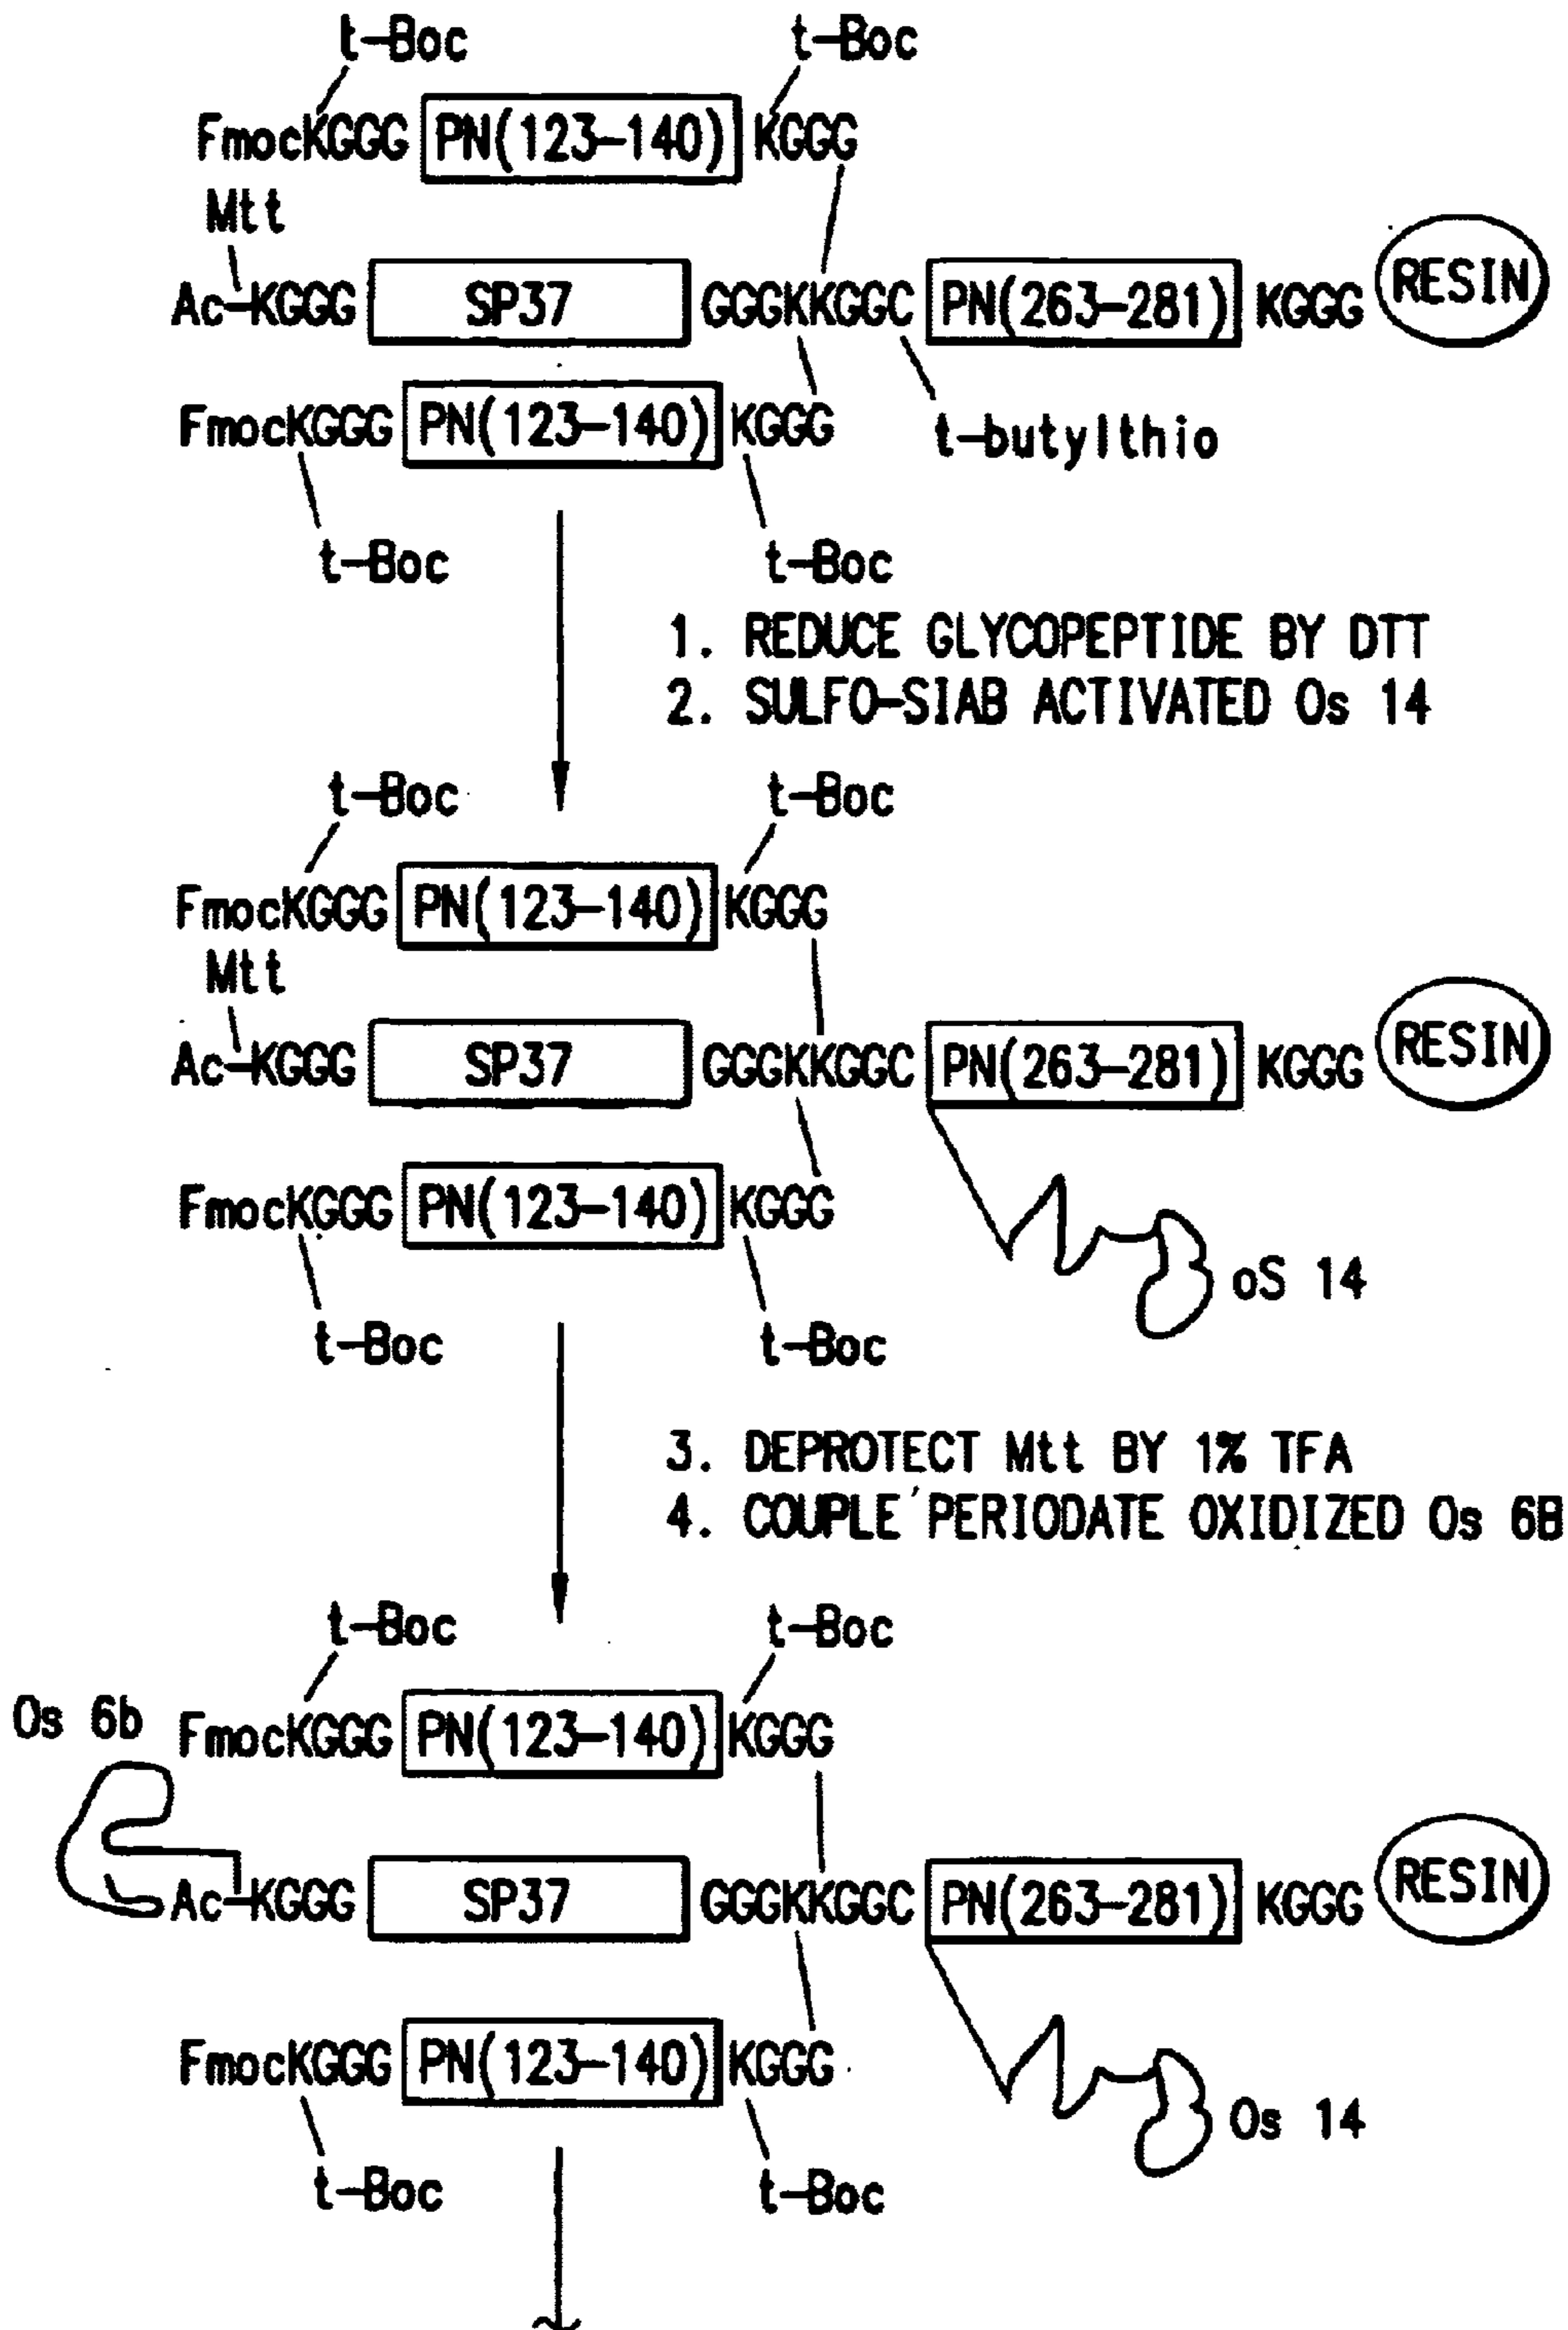 t-Boc t-Boc
FmocKGGG PN(123-140) KGGG
Mtt
Ac-KGGG SP37 GGGKKGGC PN(263-281) KGGG RESIN
FmocKGGG PN(123-140) KGGG
t-butylthio
t-Boc t-Boc
1. REDUCE GLYCOPEPTIDE BY DTT
2. SULFO-SIAB ACTIVATED Os 14
t-Boc t-Boc
FmocKGGG PN(123-140) KGGG
Mtt
Ac-KGGG SP37 GGGKKGGC PN(263-281) KGGG RESIN
FmocKGGG PN(123-140) KGGG
oS 14
t-Boc t-Boc
3. DEPROTECT Mtt BY 1% TFA
4. COUPLE PERIODATE OXIDIZED Os 6B
t-Boc t-Boc
Os 6b FmocKGGG PN(123-140) KGGG
Ac-KGGG SP37 GGGKKGGC PN(263-281) KGGG RESIN
FmocKGGG PN(123-140) KGGG
Os 14
t-Boc t-Boc